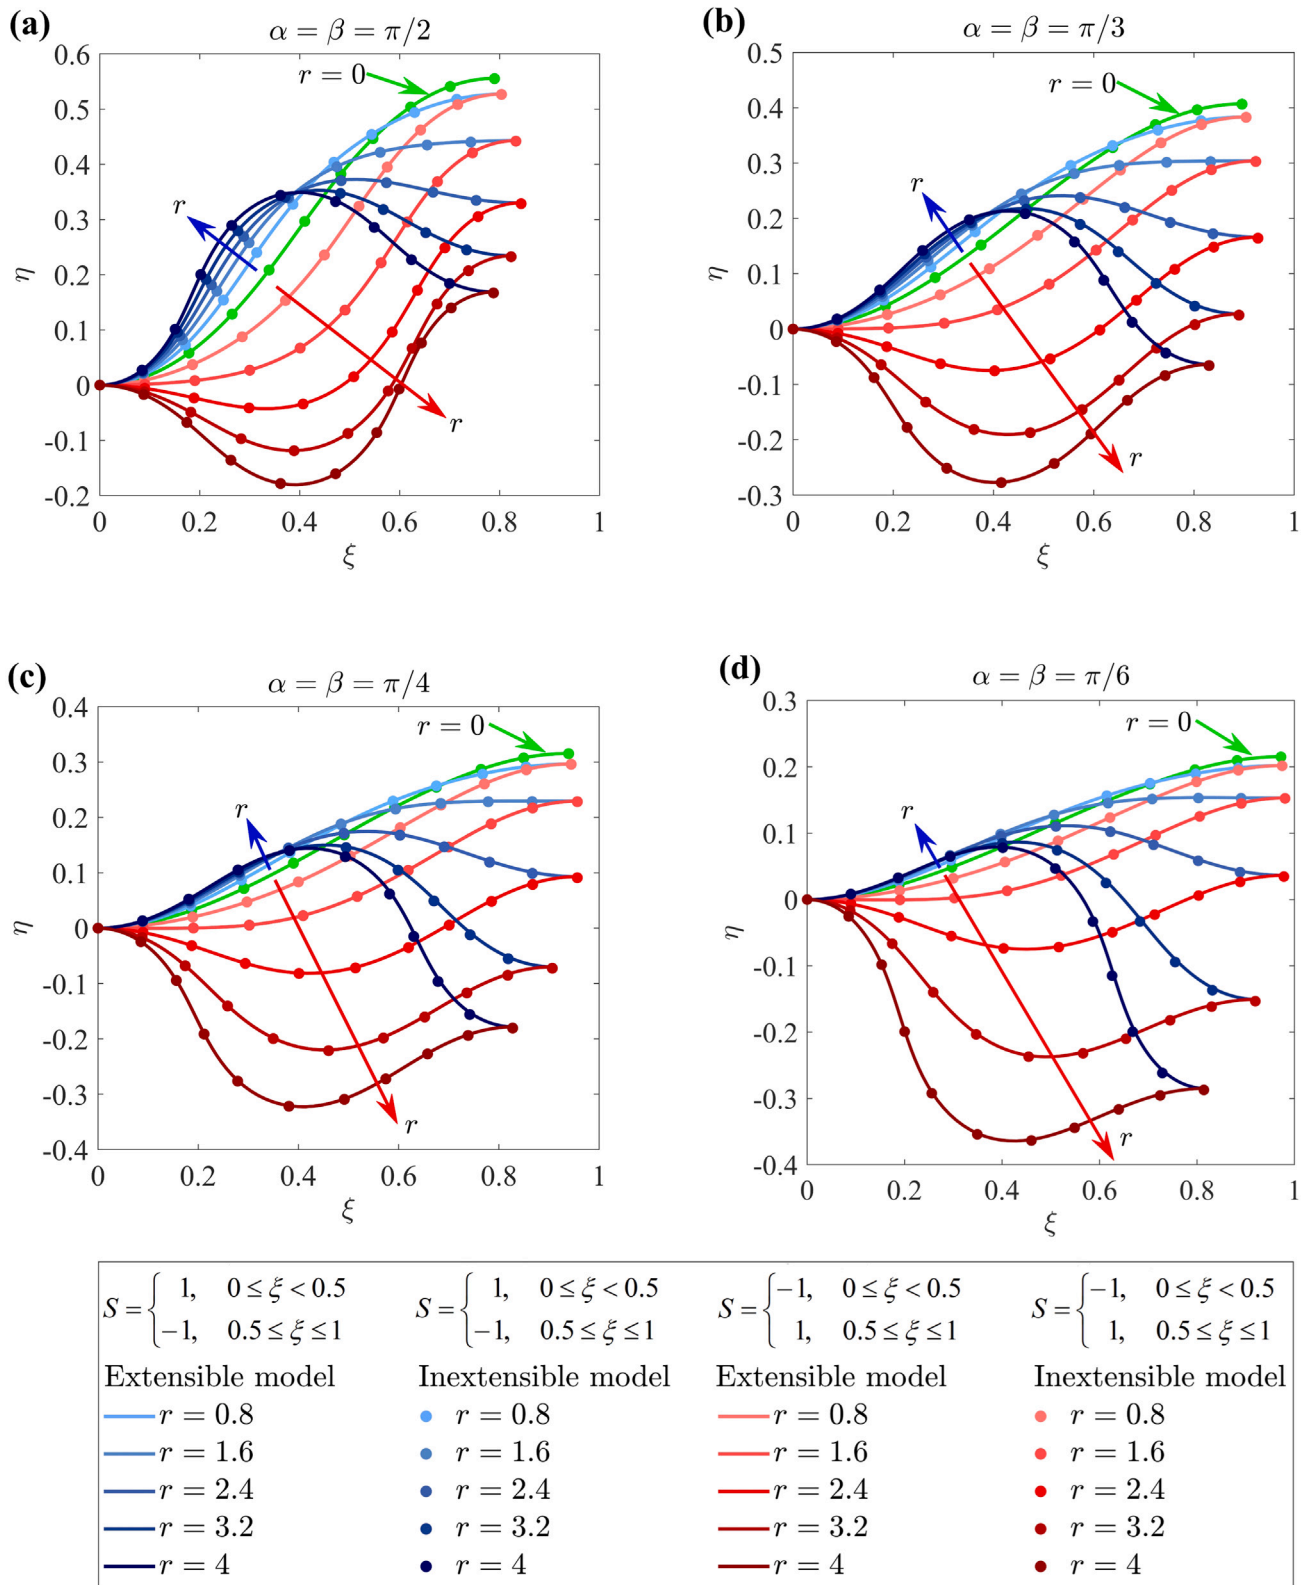 (a)
α = β = π/2
0.6
0.5
0.4
0.3
0.2
0.1
0
-0.1
-0.2
η
r = 0
r
r
0
0.2
0.4
0.6
0.8
1
ξ
(b)
α = β = π/3
0.5
0.4
0.3
0.2
0.1
0
-0.1
-0.2
-0.3
η
r = 0
r
r
0
0.2
0.4
0.6
0.8
1
ξ
(c)
α = β = π/4
0.4
0.3
0.2
0.1
0
-0.1
-0.2
-0.3
-0.4
η
r = 0
r
r
0
0.2
0.4
0.6
0.8
1
ξ
(d)
α = β = π/6
0.3
0.2
0.1
0
-0.1
-0.2
-0.3
-0.4
η
r = 0
r
r
0
0.2
0.4
0.6
0.8
1
ξ
S = { 1, 0 ≤ ξ < 0.5
-1, 0.5 ≤ ξ ≤ 1
Extensible model
r = 0.8
r = 1.6
r = 2.4
r = 3.2
r = 4
S = { 1, 0 ≤ ξ < 0.5
-1, 0.5 ≤ ξ ≤ 1
Inextensible model
r = 0.8
r = 1.6
r = 2.4
r = 3.2
r = 4
S = { -1, 0 ≤ ξ < 0.5
1, 0.5 ≤ ξ ≤ 1
Extensible model
r = 0.8
r = 1.6
r = 2.4
r = 3.2
r = 4
S = { -1, 0 ≤ ξ < 0.5
1, 0.5 ≤ ξ ≤ 1
Inextensible model
r = 0.8
r = 1.6
r = 2.4
r = 3.2
r = 4